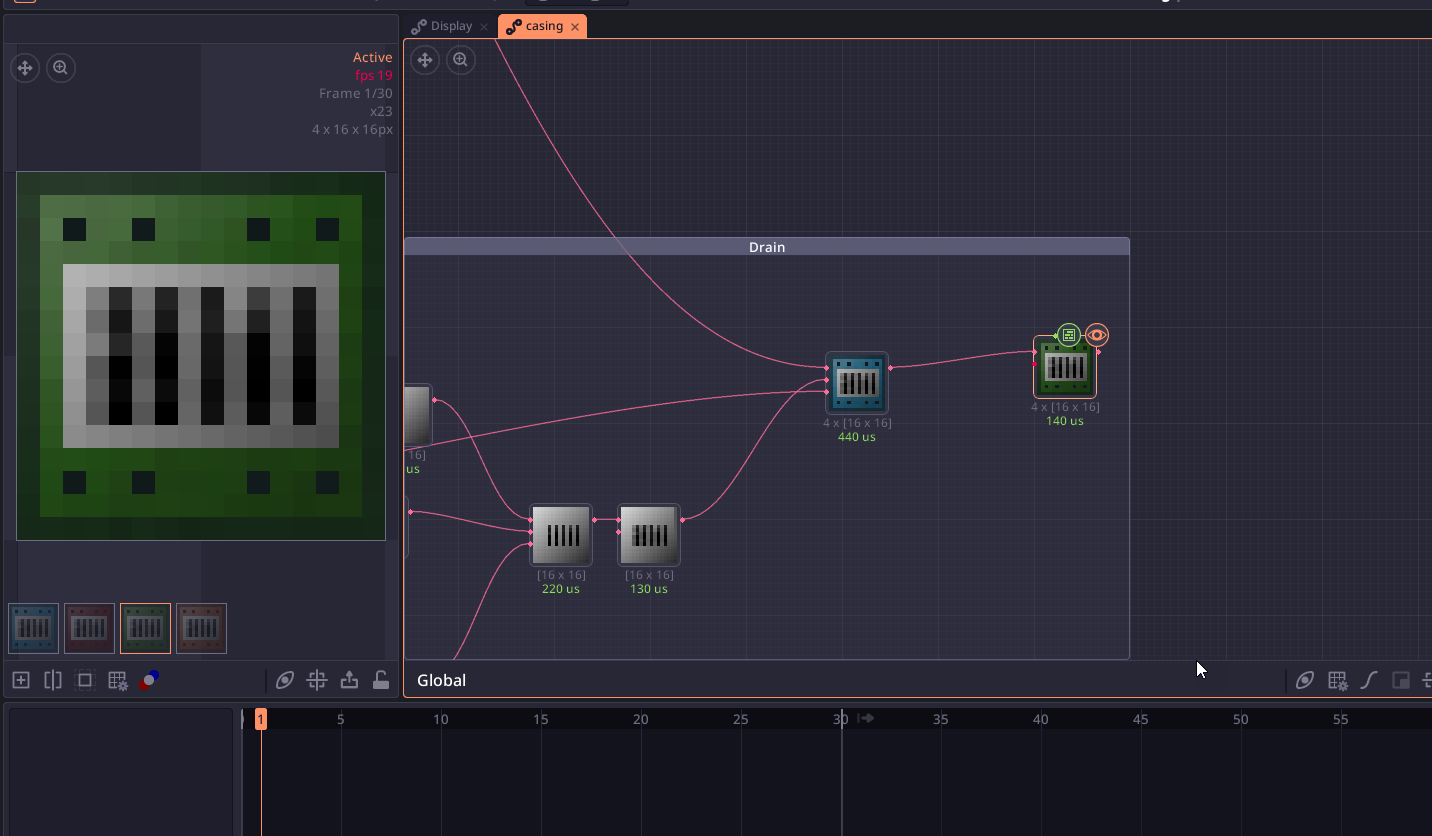 Display
casing
Active
fps 19
Frame 1/30
x23
4 x 16 x 16px
Drain
16]
us
4 x [16 x 16]
440 us
4 x [16 x 16]
140 us
[16 x 16]
220 us
[16 x 16]
130 us
Global
1
5
10
15
20
25
30
35
40
45
50
55